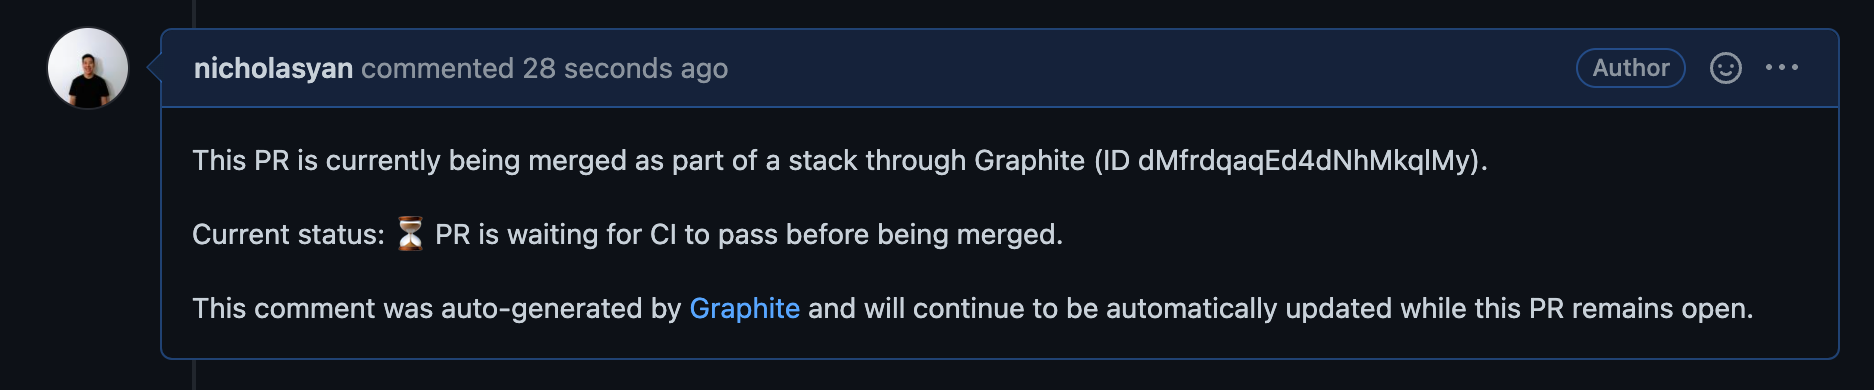 nicholasyan commented 28 seconds ago Author
This PR is currently being merged as part of a stack through Graphite (ID dMfrdqaqEd4dNhMkqlMy).
Current status: ⏳ PR is waiting for CI to pass before being merged.
This comment was auto-generated by Graphite and will continue to be automatically updated while this PR remains open.